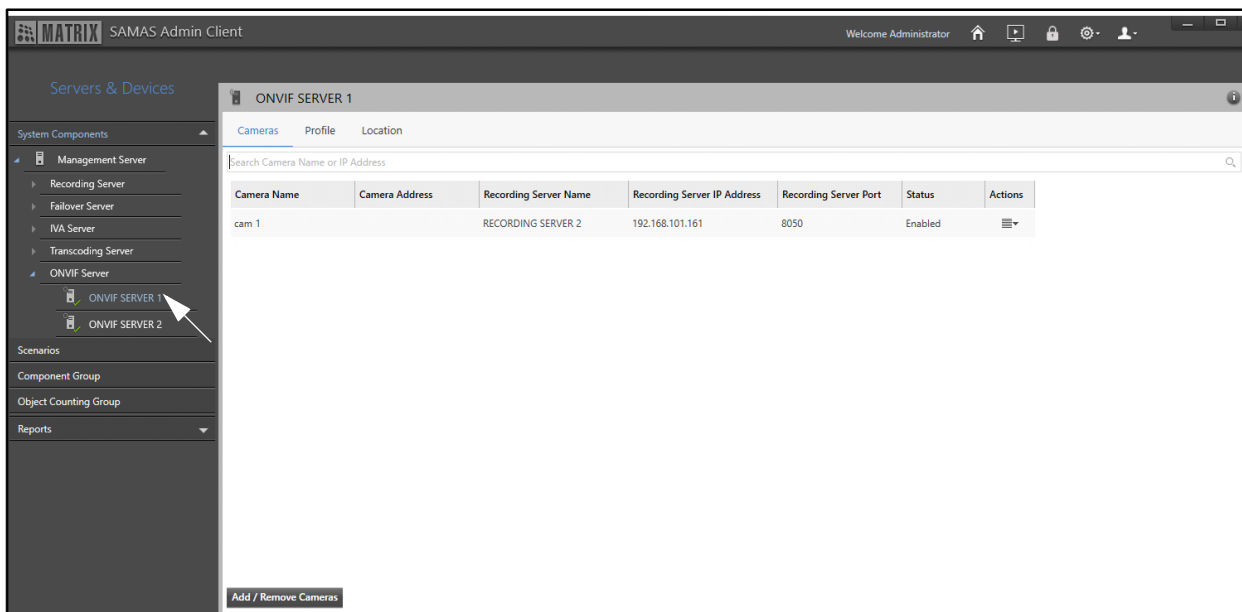 MATRIX SAMAS Admin Client
Welcome Administrator
Servers & Devices
System Components
Management Server
Recording Server
Failover Server
IVA Server
Transcoding Server
ONVIF Server
ONVIF SERVER 1
ONVIF SERVER 2
Scenarios
Component Group
Object Counting Group
Reports
ONVIF SERVER 1
Cameras Profile Location
Search Camera Name or IP Address
Camera Name Camera Address Recording Server Name Recording Server IP Address Recording Server Port Status Actions
cam 1 RECORDING SERVER 2 192.168.101.161 8050 Enabled
Add / Remove Cameras